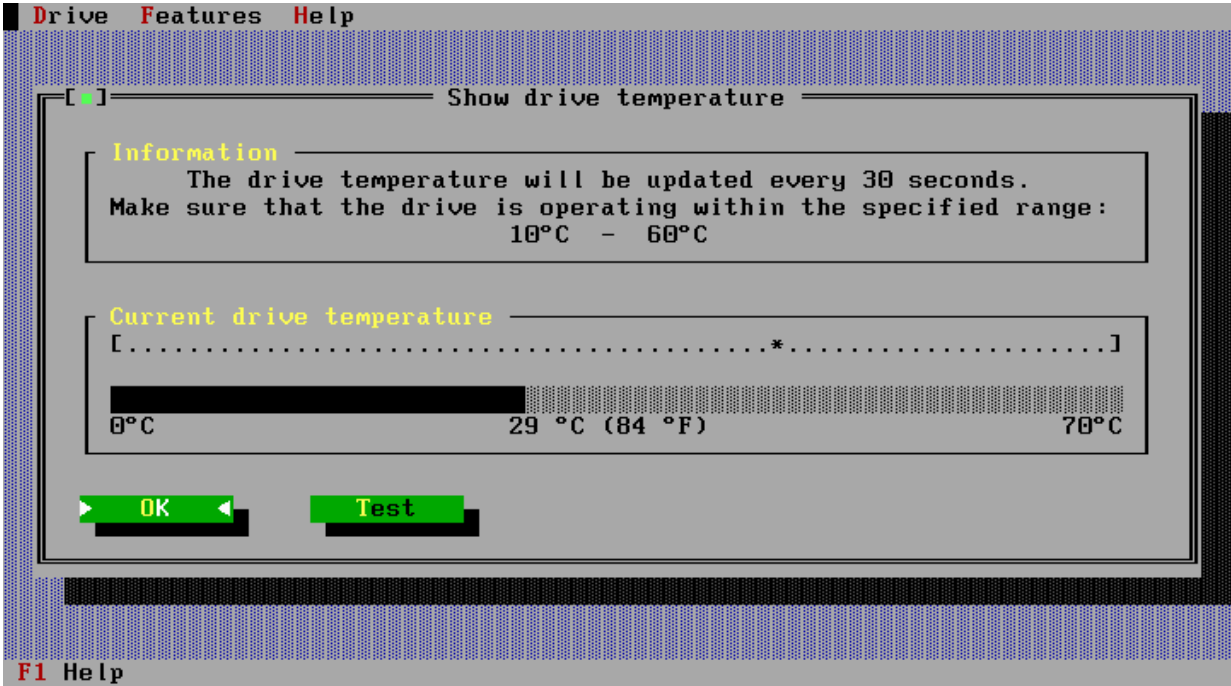 Drive Features Help
[■] Show drive temperature
Information
The drive temperature will be updated every 30 seconds.
Make sure that the drive is operating within the specified range:
10°C - 60°C
Current drive temperature
[...........................................*.....................]
0°C 29 °C (84 °F) 70°C
OK Test
F1 Help